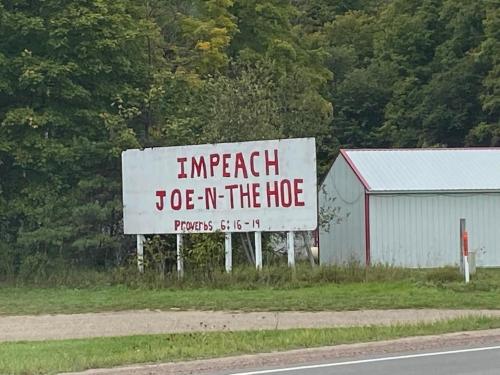 IMPEACH
JOE-N-THE HOE
PROVERBS 6:16-19